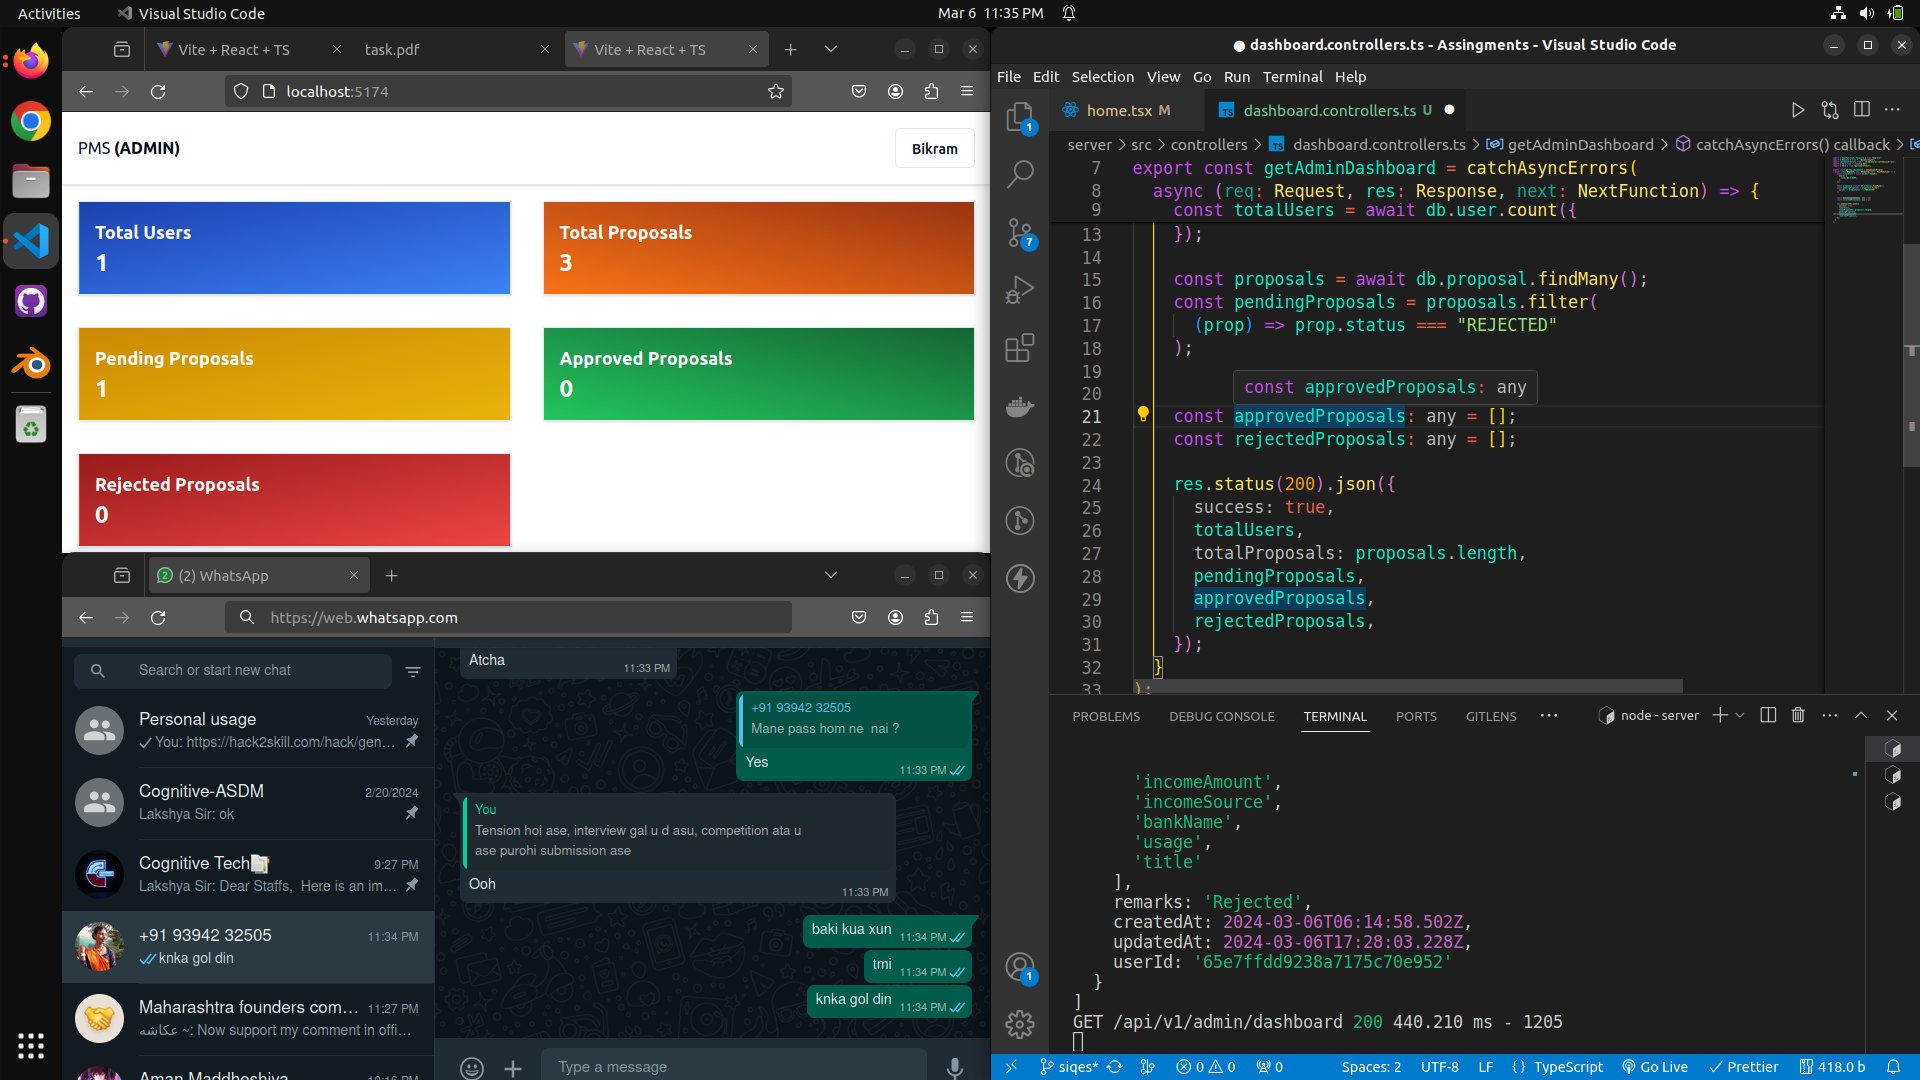 Activities
Visual Studio Code
Mar 6 11:35 PM
Vite + React + TS
task.pdf
Vite + React + TS
localhost:5174
PMS (ADMIN)
Bikram
Total Users
1
Total Proposals
3
Pending Proposals
1
Approved Proposals
0
Rejected Proposals
0
(2) WhatsApp
https://web.whatsapp.com
Search or start new chat
Personal usage
Yesterday
You: https://hack2skill.com/hack/gen…
Cognitive-ASDM
2/20/2024
Lakshya Sir: ok
Cognitive Tech
9:27 PM
Lakshya Sir: Dear Staffs, Here is an im…
+91 93942 32505
11:34 PM
knka gol din
Maharashtra founders com…
11:27 PM
~ عكاشه: Now support my comment in offi…
Aman Maddheshiya
10:16 PM
Atcha
11:33 PM
+91 93942 32505
Mane pass hom ne nai ?
Yes
11:33 PM
You
Tension hoi ase, interview gal u d asu, competition ata u
ase purohi submission ase
Ooh
11:33 PM
baki kua xun
11:34 PM
tmi
11:34 PM
knka gol din
11:34 PM
Type a message
● dashboard.controllers.ts - Assingments - Visual Studio Code
File Edit Selection View Go Run Terminal Help
home.tsx M
dashboard.controllers.ts U
server > src > controllers > dashboard.controllers.ts > getAdminDashboard > catchAsyncErrors() callback >
7 export const getAdminDashboard = catchAsyncErrors(
8 async (req: Request, res: Response, next: NextFunction) => {
9 const totalUsers = await db.user.count({
13 });
14
15 const proposals = await db.proposal.findMany();
16 const pendingProposals = proposals.filter(
17 (prop) => prop.status === "REJECTED"
18 );
19
const approvedProposals: any
20
21 const approvedProposals: any = [];
22 const rejectedProposals: any = [];
23
24 res.status(200).json({
25 success: true,
26 totalUsers,
27 totalProposals: proposals.length,
28 pendingProposals,
29 approvedProposals,
30 rejectedProposals,
31 });
32 }
33 );
PROBLEMS DEBUG CONSOLE TERMINAL PORTS GITLENS
node - server
'incomeAmount',
'incomeSource',
'bankName',
'usage',
'title'
],
remarks: 'Rejected',
createdAt: 2024-03-06T06:14:58.502Z,
updatedAt: 2024-03-06T17:28:03.228Z,
userId: '65e7ffdd9238a7175c70e952'
}
]
GET /api/v1/admin/dashboard 200 440.210 ms - 1205
1
7
1
siqes*
0 0
0
Spaces: 2
UTF-8
LF
{} TypeScript
Go Live
Prettier
418.0 b